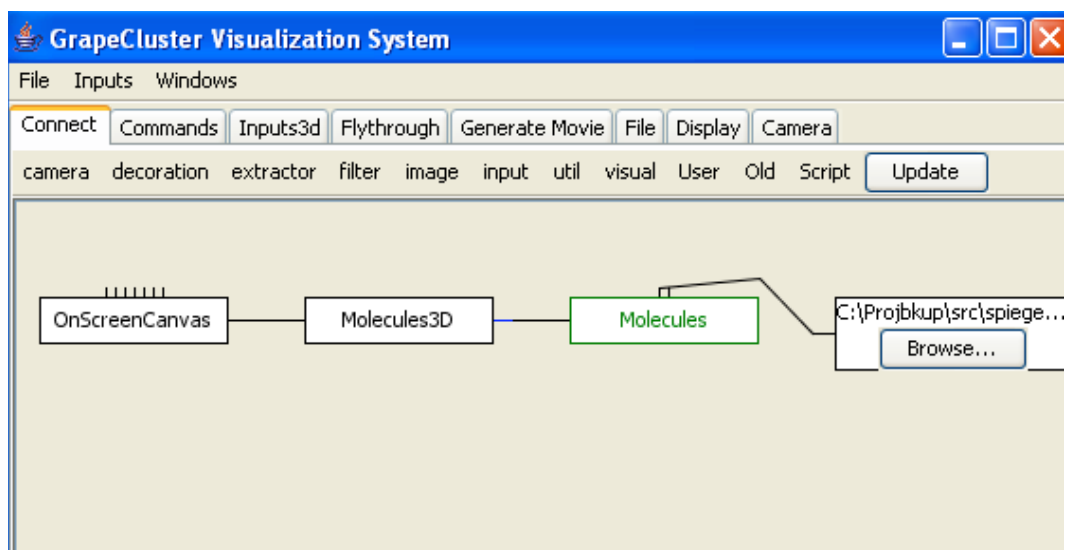 GrapeCluster Visualization System
File Inputs Windows
Connect Commands Inputs3d Flythrough Generate Movie File Display Camera
camera decoration extractor filter image input util visual User Old Script Update
OnScreenCanvas Molecules3D Molecules C:\Projbkup\src\spiege...
Browse...